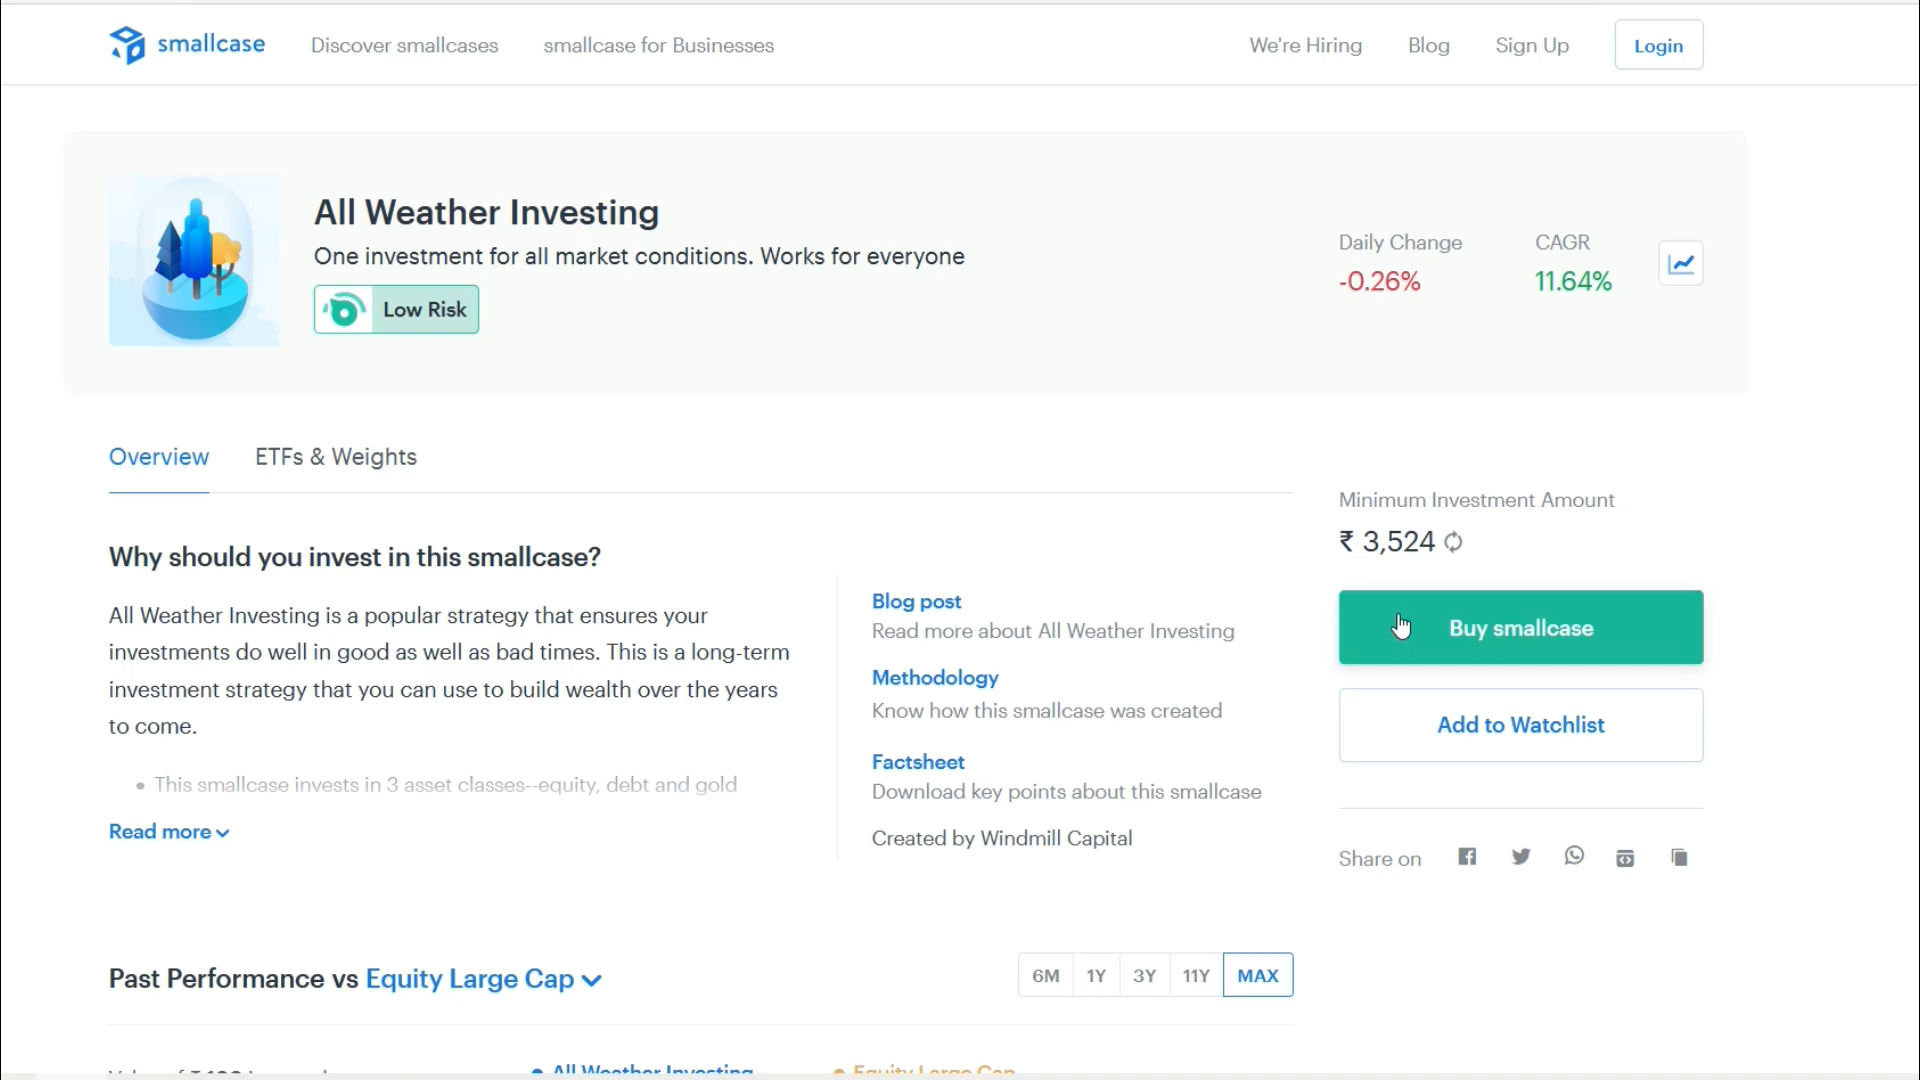 smallcase
Discover smallcases
smallcase for Businesses
We're Hiring
Blog
Sign Up
Login
All Weather Investing
One investment for all market conditions. Works for everyone
Low Risk
Daily Change
-0.26%
CAGR
11.64%
Overview
ETFs & Weights
Why should you invest in this smallcase?
All Weather Investing is a popular strategy that ensures your
investments do well in good as well as bad times. This is a long-term
investment strategy that you can use to build wealth over the years
to come.
• This smallcase invests in 3 asset classes--equity, debt and gold
Read more
Blog post
Read more about All Weather Investing
Methodology
Know how this smallcase was created
Factsheet
Download key points about this smallcase
Created by Windmill Capital
Minimum Investment Amount
₹ 3,524
Buy smallcase
Add to Watchlist
Share on
Past Performance vs Equity Large Cap
6M
1Y
3Y
11Y
MAX
All Weather Investing
Equity Large Cap